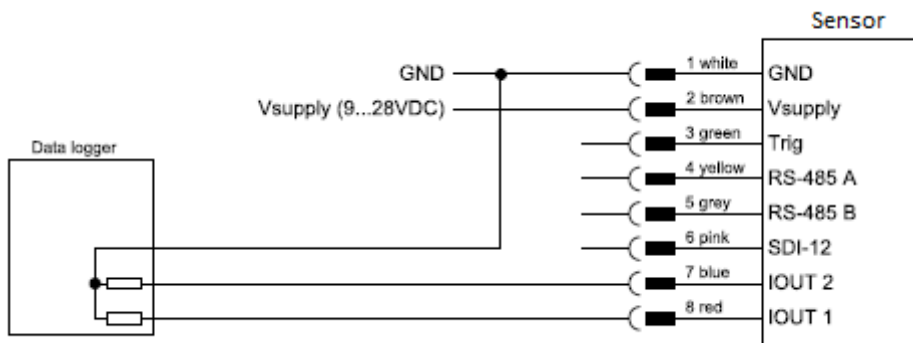 Sensor
GND
1 white
GND
Vsupply (9...28VDC)
2 brown
Vsupply
3 green
Trig
Data logger
4 yellow
RS-485 A
5 grey
RS-485 B
6 pink
SDI-12
7 blue
IOUT 2
8 red
IOUT 1